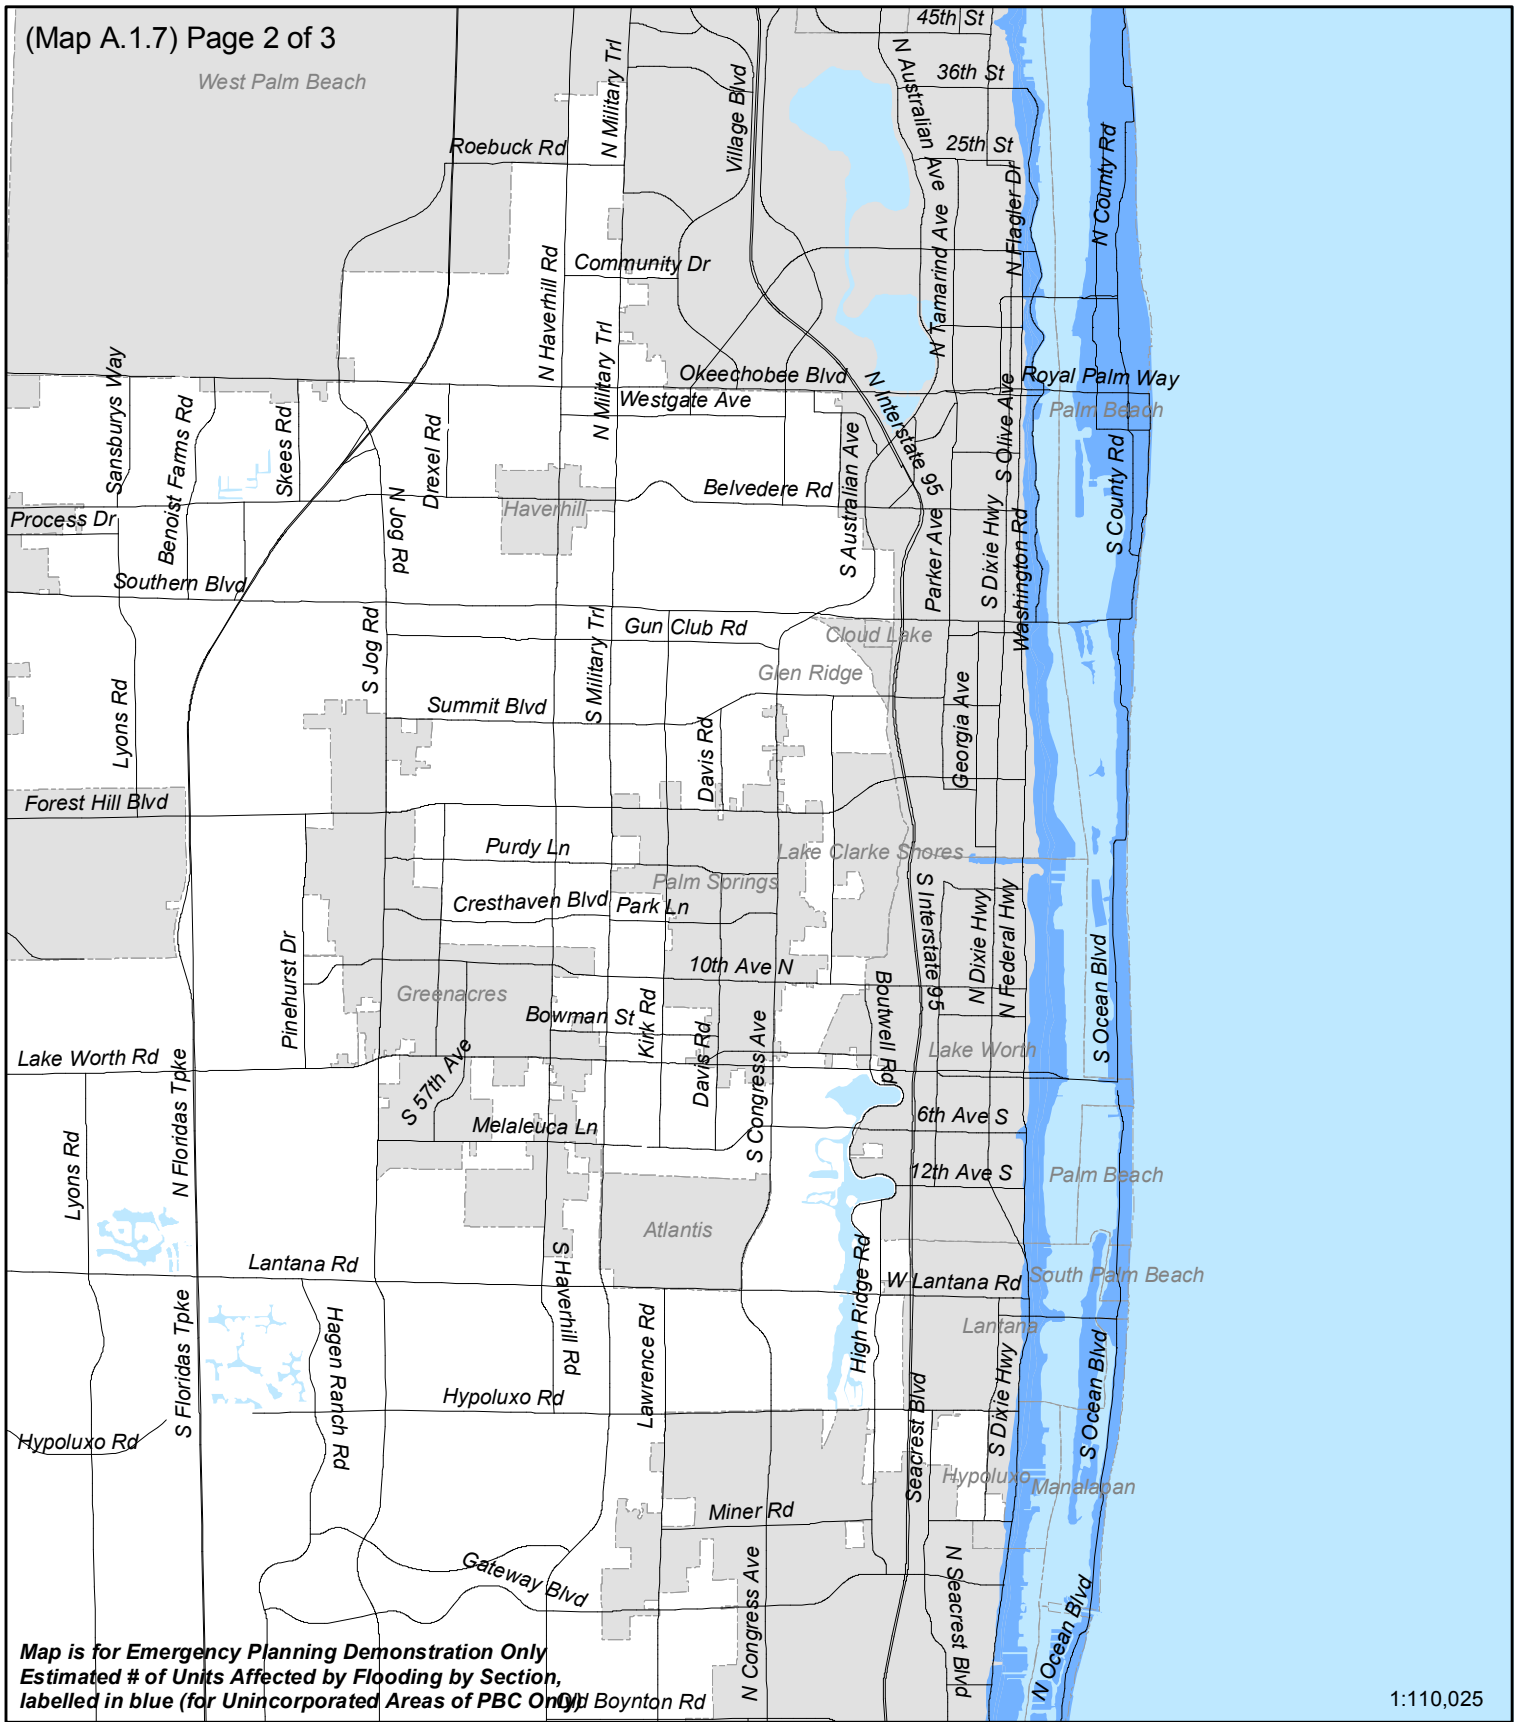 (Map A.1.7) Page 2 of 3
45th St
West Palm Beach
N Military Trl
Village Blvd
N Australian Ave
36th St
Roebuck Rd
25th St
N County Rd
N Flagler Dr
N Tamarind Ave
N Haverhill Rd
Community Dr
N Military Trl
Sansburys Way
Okeechobee Blvd
Royal Palm Way
Benoist Farms Rd
Skees Rd
Drexel Rd
Westgate Ave
N Interstate 95
S Olive Ave
Palm Beach
S Australian Ave
S County Rd
Belvedere Rd
Process Dr
N Jog Rd
Haverhill
Parker Ave
S Dixie Hwy
Washington Rd
Southern Blvd
S Jog Rd
S Military Trl
Gun Club Rd
Cloud Lake
Glen Ridge
Lyons Rd
Summit Blvd
Davis Rd
Georgia Ave
Forest Hill Blvd
Purdy Ln
Lake Clarke Shores
Palm Springs
Cresthaven Blvd
Park Ln
S Interstate 95
N Dixie Hwy
N Federal Hwy
S Ocean Blvd
Pinehurst Dr
10th Ave N
Greenacres
Boutwell Rd
Bowman St
Kirk Rd
Davis Rd
S Congress Ave
Lake Worth Rd
N Floridas Tpke
S 57th Ave
Lake Worth
Melaleuca Ln
6th Ave S
Lyons Rd
12th Ave S
Palm Beach
Atlantis
Lantana Rd
S Haverhill Rd
High Ridge Rd
W Lantana Rd
South Palm Beach
S Floridas Tpke
Hagen Ranch Rd
Lawrence Rd
Lantana
S Dixie Hwy
S Ocean Blvd
Hypoluxo Rd
Seacrest Blvd
Hypoluxo Rd
Hypoluxo
Manalapan
Miner Rd
Gateway Blvd
N Congress Ave
N Seacrest Blvd
N Ocean Blvd
Map is for Emergency Planning Demonstration Only
Estimated # of Units Affected by Flooding by Section,
labelled in blue (for Unincorporated Areas of PBC Only)
Old Boynton Rd
1:110,025